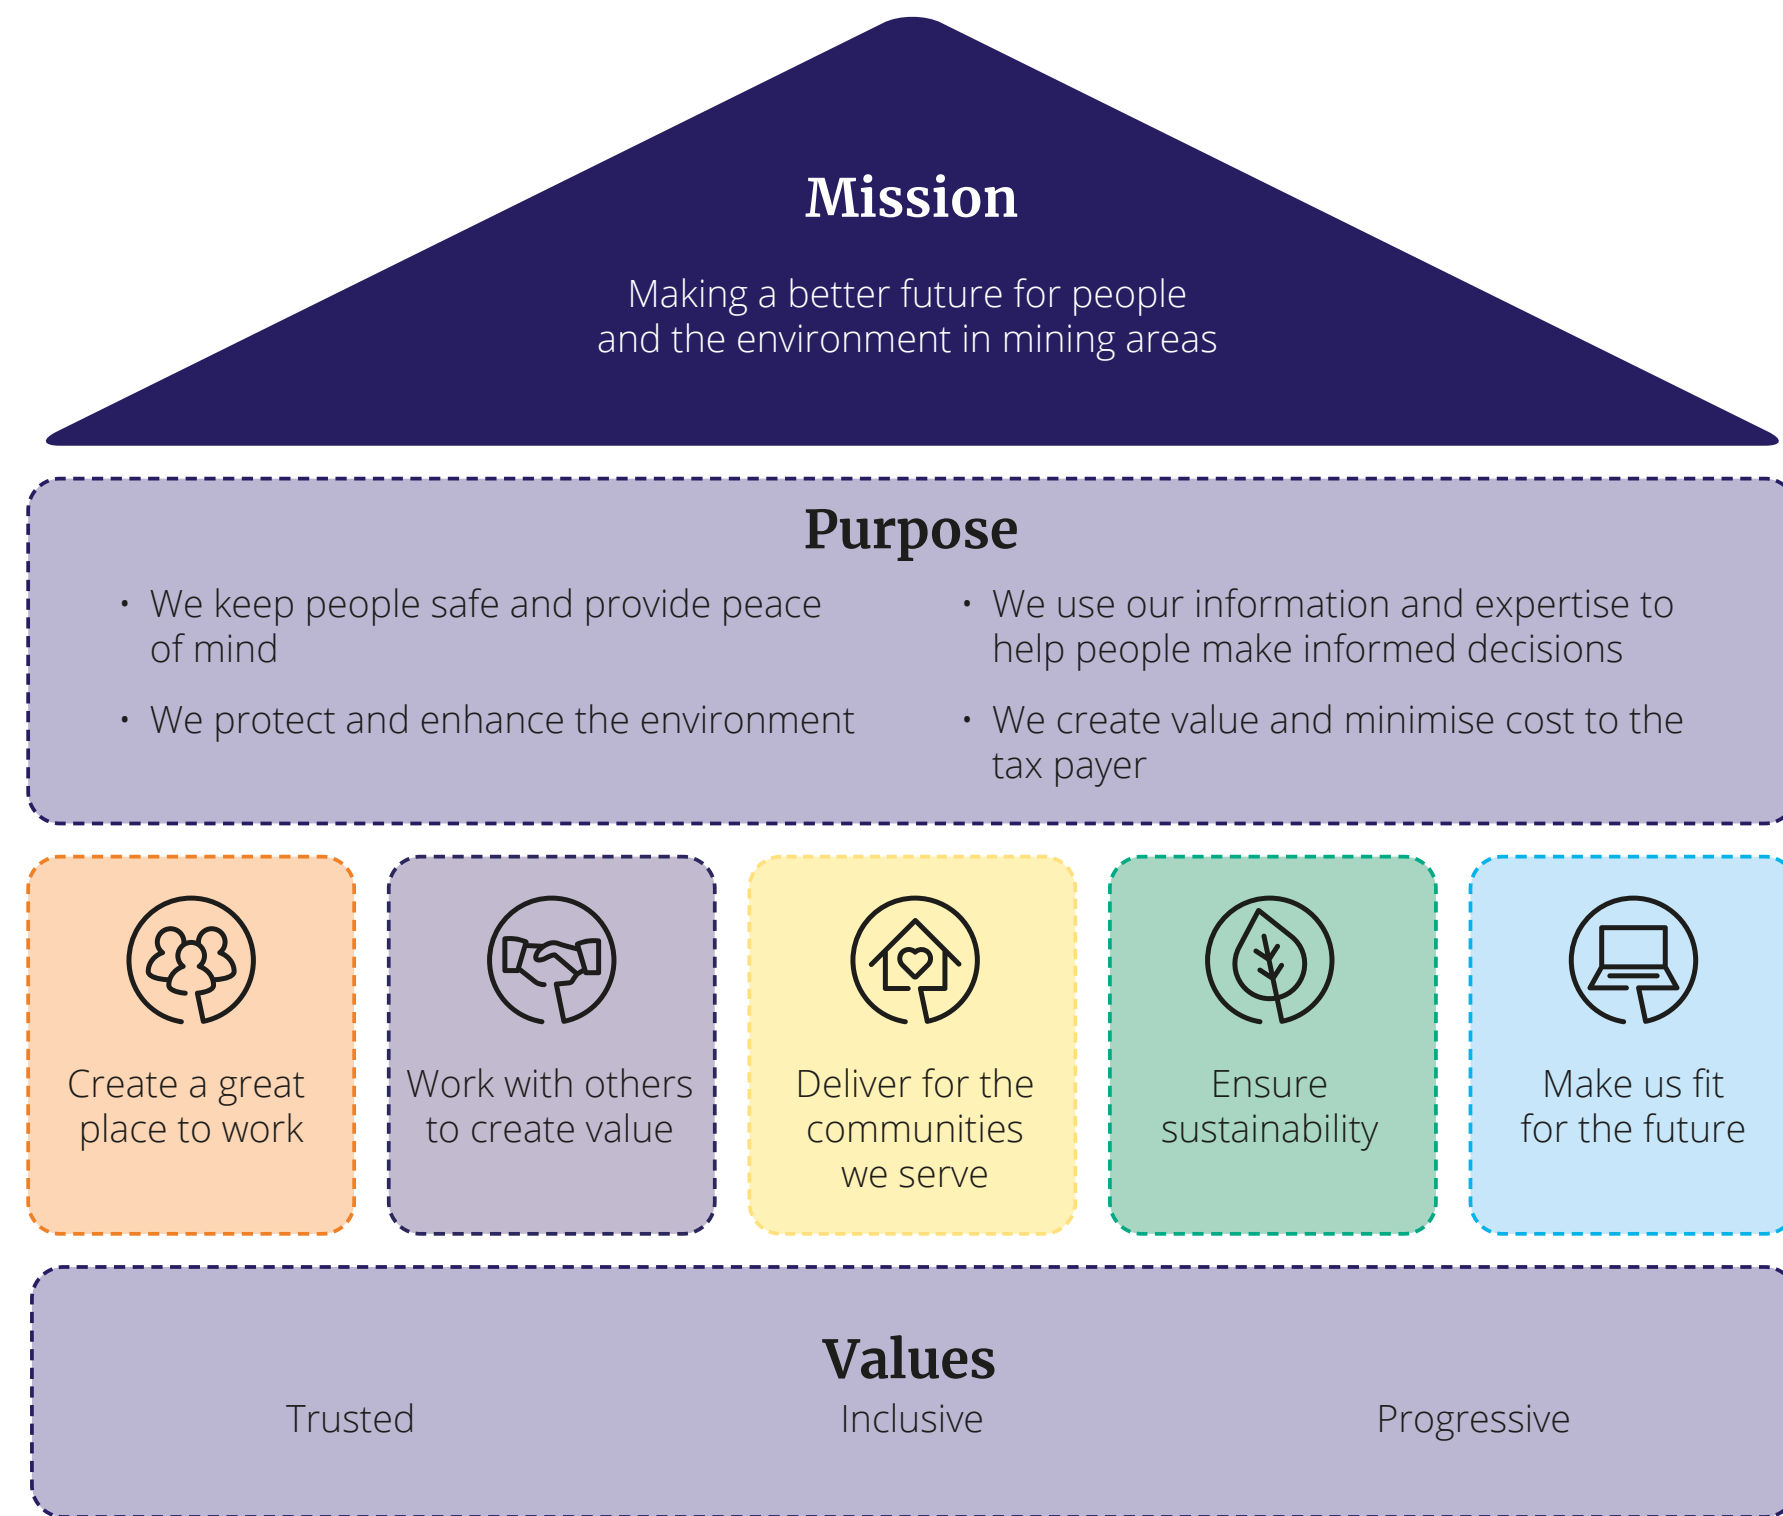 Mission
Making a better future for people
and the environment in mining areas
Purpose
• We keep people safe and provide peace
of mind
• We protect and enhance the environment
• We use our information and expertise to
help people make informed decisions
• We create value and minimise cost to the
tax payer
Create a great
place to work
Work with others
to create value
Deliver for the
communities
we serve
Ensure
sustainability
Make us fit
for the future
Values
Trusted
Inclusive
Progressive